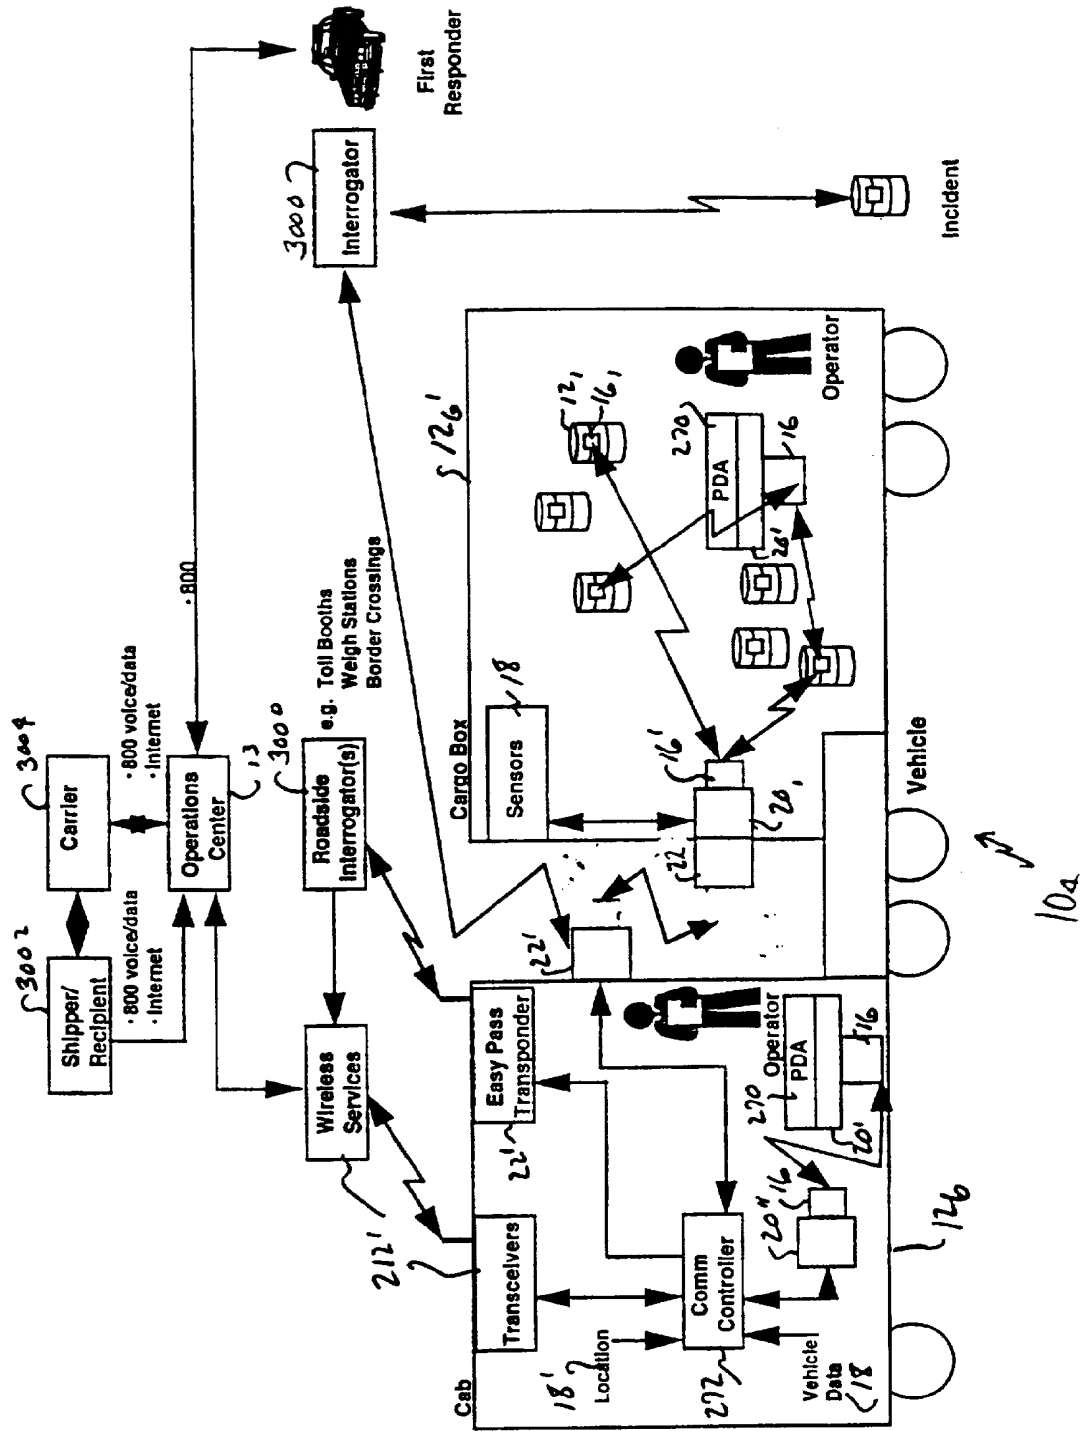 3002
Shipper/
Recipient
3004
Carrier
· 800 voice/data
· Internet
· 800 voice/data
· Internet
Operations
Center
13
· 800
First
Responder
Wireless
Services
212'
Roadside
Interrogator(s)
3000
e.g. Toll Booths
Weigh Stations
Border Crossings
3000
Interrogator
Incident
Cab
Transceivers
Easy Pass
Transponder
22'
22'
Cargo Box
Sensors
18
126'
12₁
16₁
18'
Location
Comm
Controller
272
Vehicle
Data
18
20"
16
270
Operator
PDA
20'
16
22
16'
20₁
270
PDA
20'
16
Operator
126
Vehicle
10a